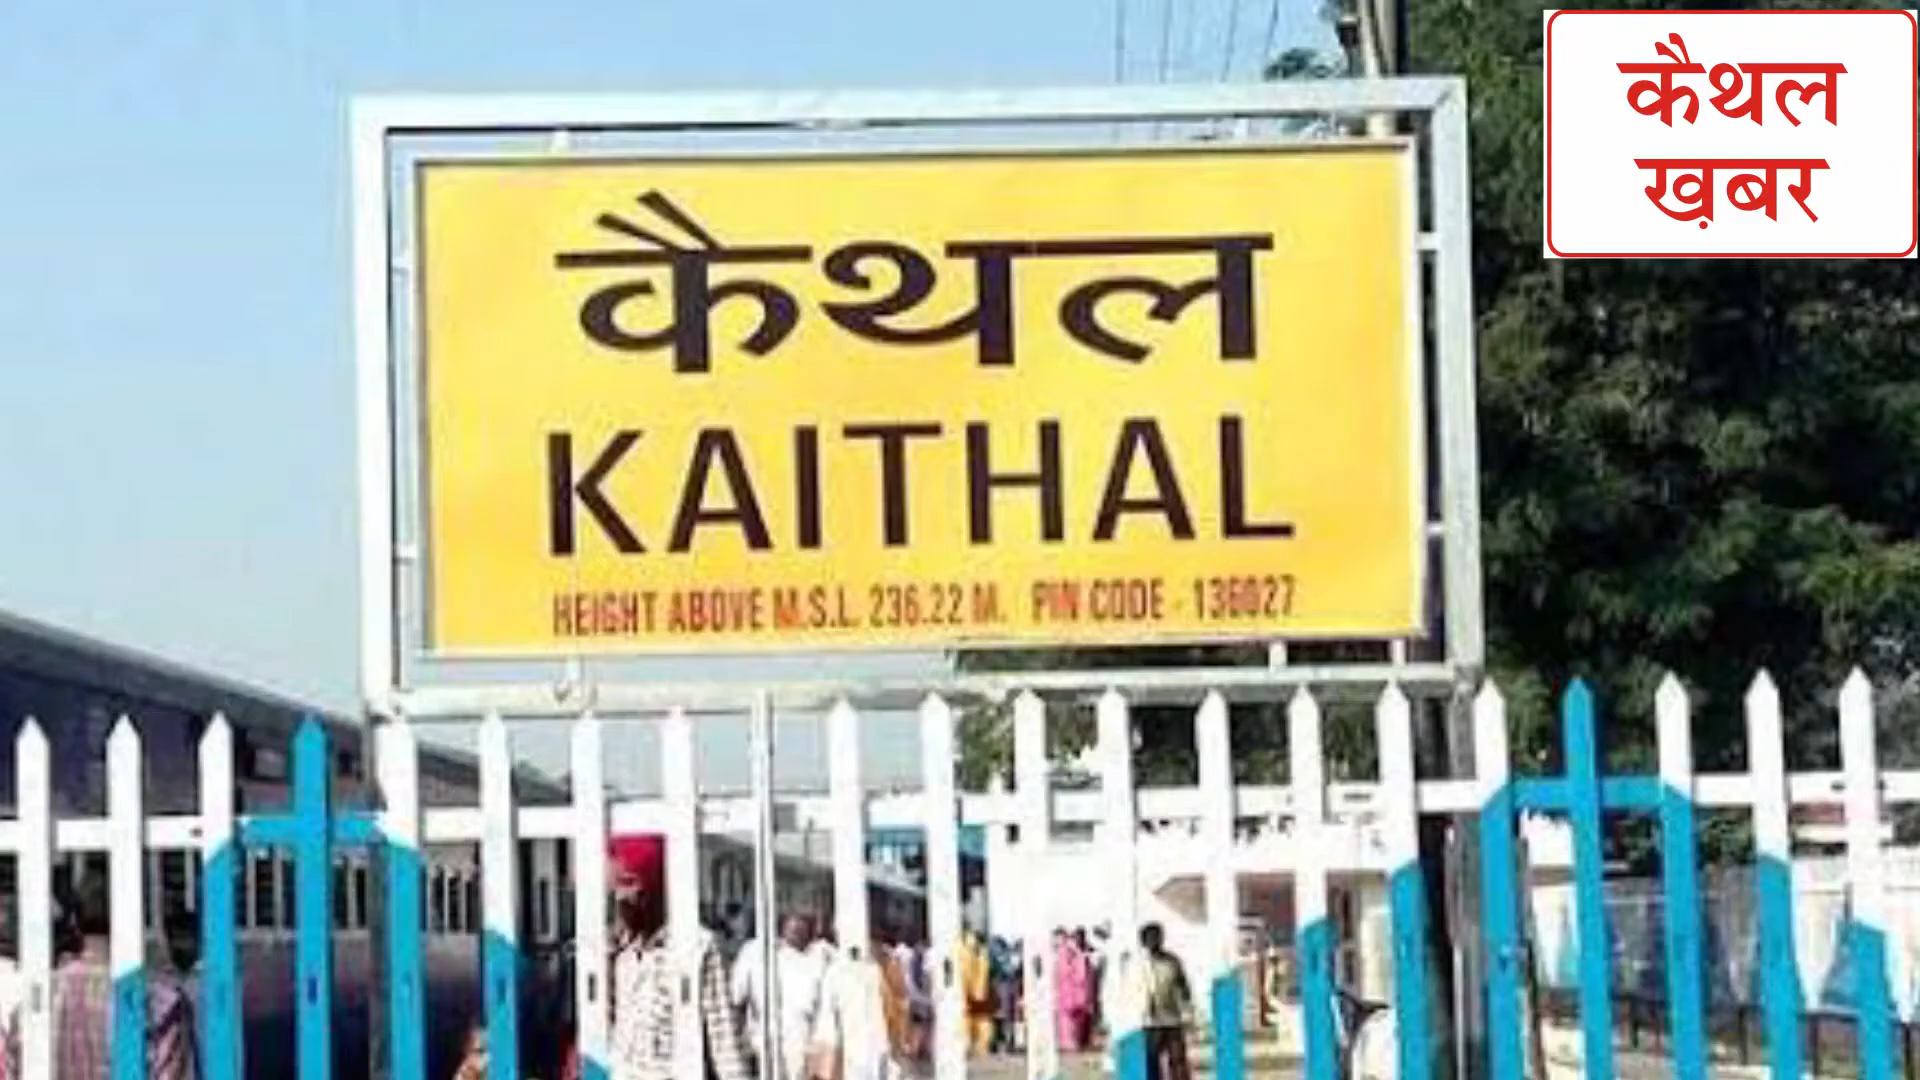 कैथल
KAITHAL
HEIGHT ABOVE M.S.L. 236.22 M. PIN CODE - 136027
कैथल
ख़बर